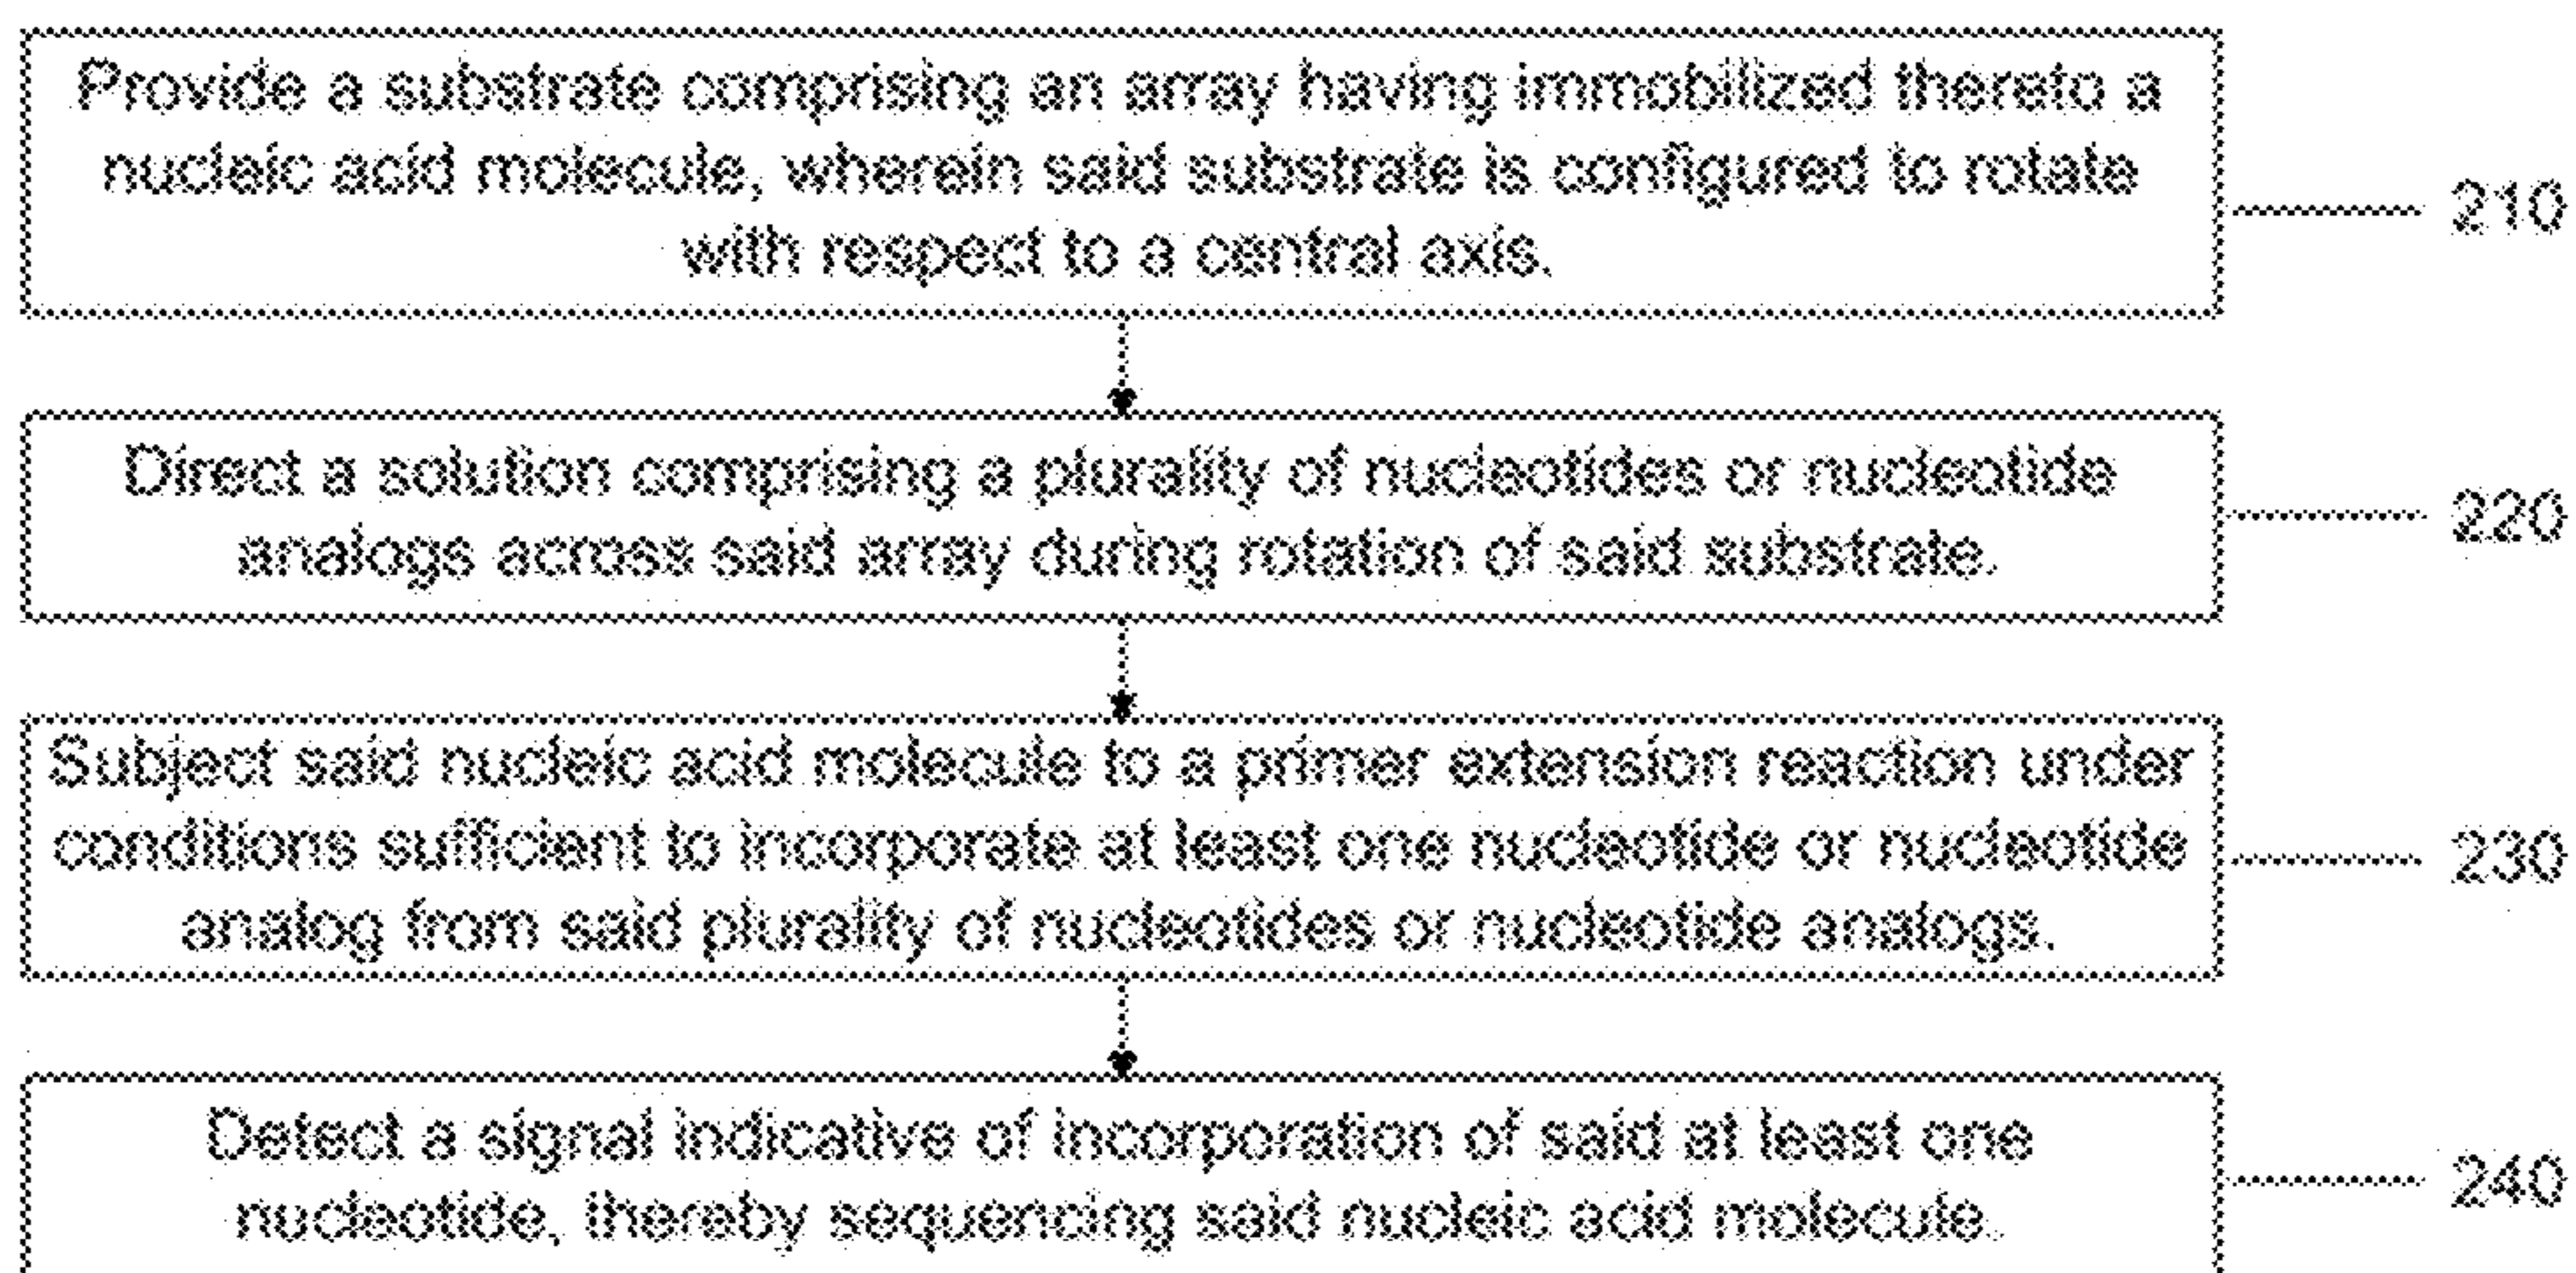 Provide a substrate comprising an array having immobilized thereto a
nucleic acid molecule, wherein said substrate is configured to rotate
with respect to a central axis.
210
Direct a solution comprising a plurality of nucleotides or nucleotide
analogs across said array during rotation of said substrate.
220
Subject said nucleic acid molecule to a primer extension reaction under
conditions sufficient to incorporate at least one nucleotide or nucleotide
analog from said plurality of nucleotides or nucleotide analogs.
230
Detect a signal indicative of incorporation of said at least one
nucleotide, thereby sequencing said nucleic acid molecule.
240